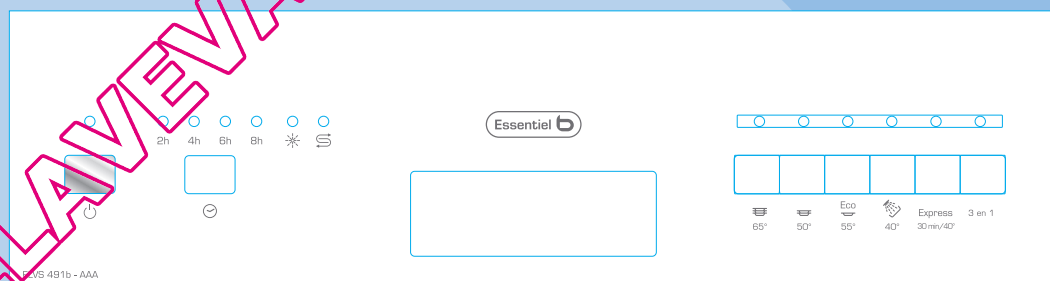 LAVEVA
2h 4h 6h 8h
Essentiel b
Eco
65° 50° 55° 40° Express 3 en 1
30 min/40°
ELVS 491b - AAA